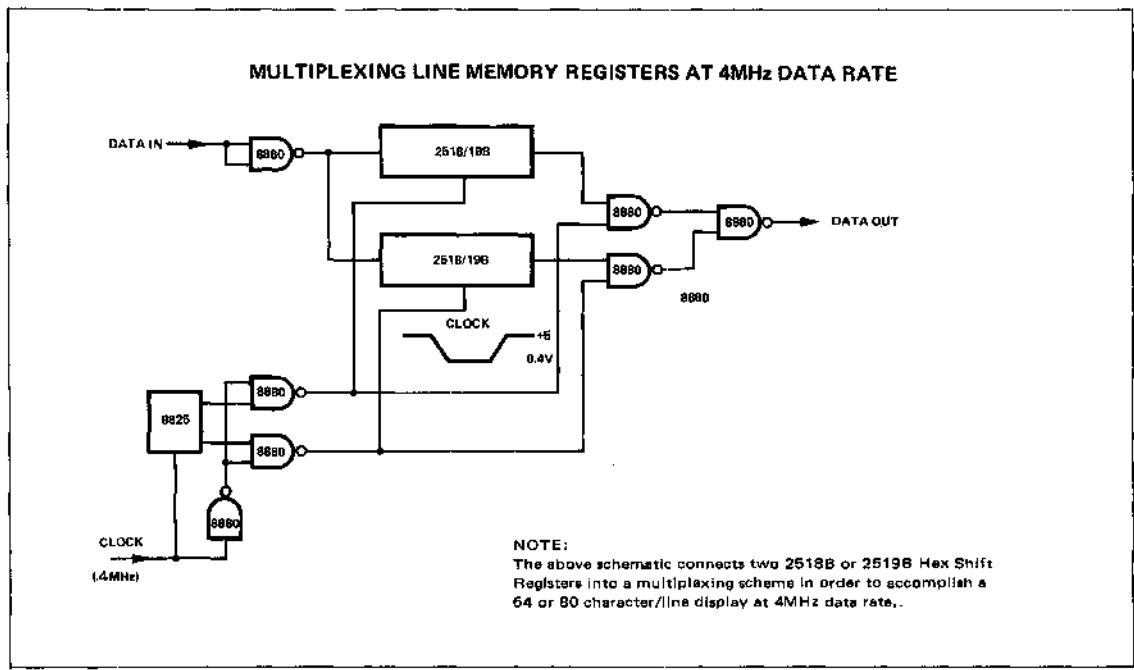 MULTIPLEXING LINE MEMORY REGISTERS AT 4MHz DATA RATE
DATA IN
8880
2518/19B
8880
8880
DATA OUT
2518/19B
8880
8880
CLOCK
+5
0.4V
8880
8825
8880
8880
CLOCK
(.4MHz)
NOTE:
The above schematic connects two 2518B or 2519B Hex Shift
Registers into a multiplexing scheme in order to accomplish a
64 or 80 character/line display at 4MHz data rate..